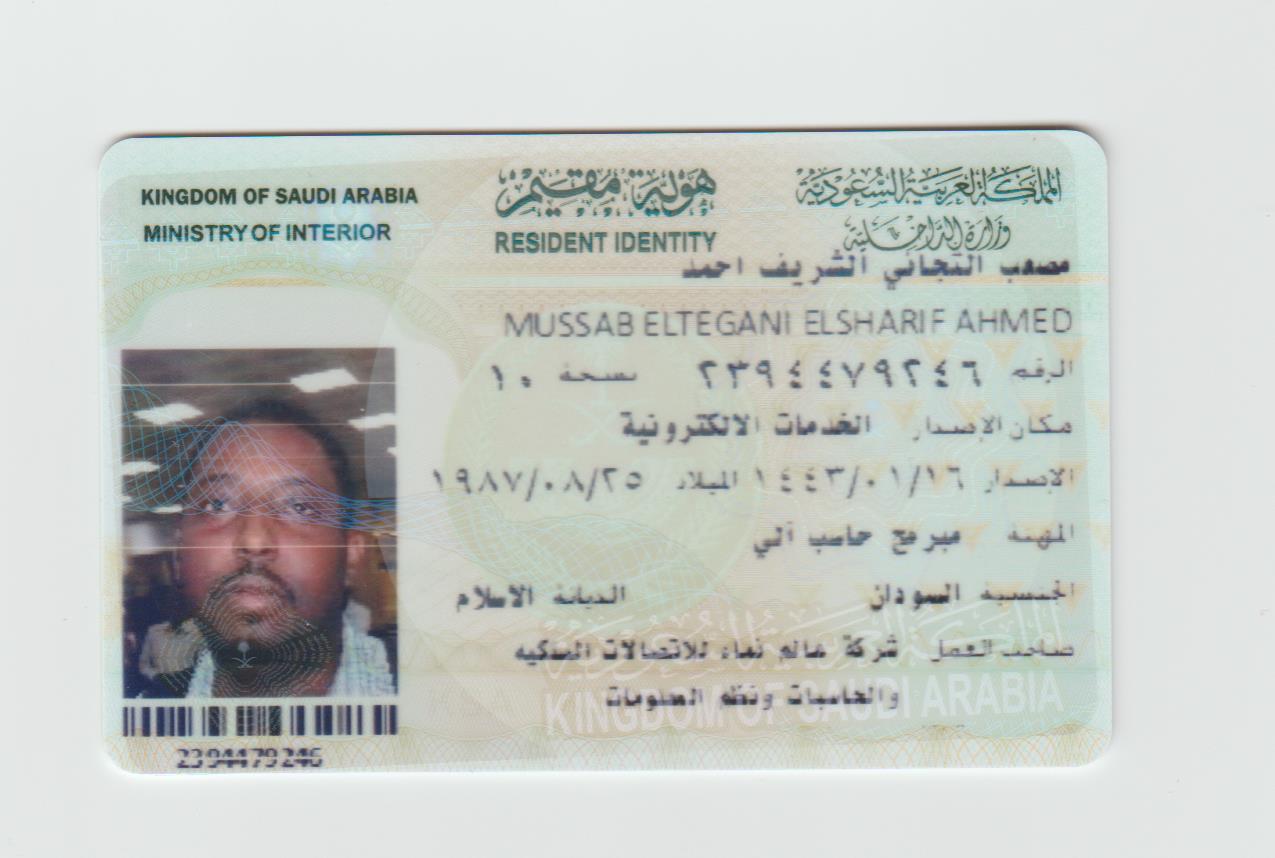 KINGDOM OF SAUDI ARABIA
MINISTRY OF INTERIOR
هوية مقيم
RESIDENT IDENTITY
المملكة العربية السعودية
وزارة الداخلية
مصعب التجاني الشريف احمد
MUSSAB ELTEGANI ELSHARIF AHMED
الرقم ٢٣٩٤٤٧٩٢٤٦ نسخة ١٠
مكان الإصدار الخدمات الالكترونية
الإصدار ١٤٤٣/٠١/١٦ الميلاد ١٩٨٧/٠٨/٢٥
المهنة مبرمج حاسب آلي
الجنسية السودان الديانة الاسلام
صاحب العمل شركة عالم نماء للاتصالات
والحاسبات ونظم المعلومات
KINGDOM OF SAUDI ARABIA
2394479246